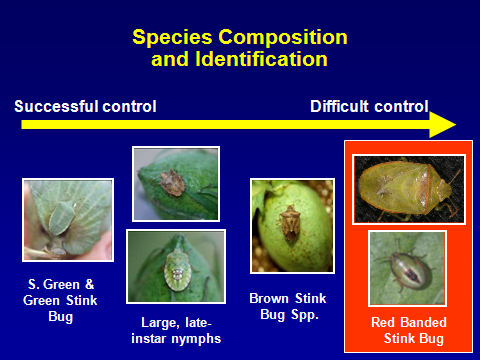 Species Composition
and Identification
Successful control
Difficult control
S. Green &
Green Stink
Bug
Large, late-
instar nymphs
Brown Stink
Bug Spp.
Red Banded
Stink Bug